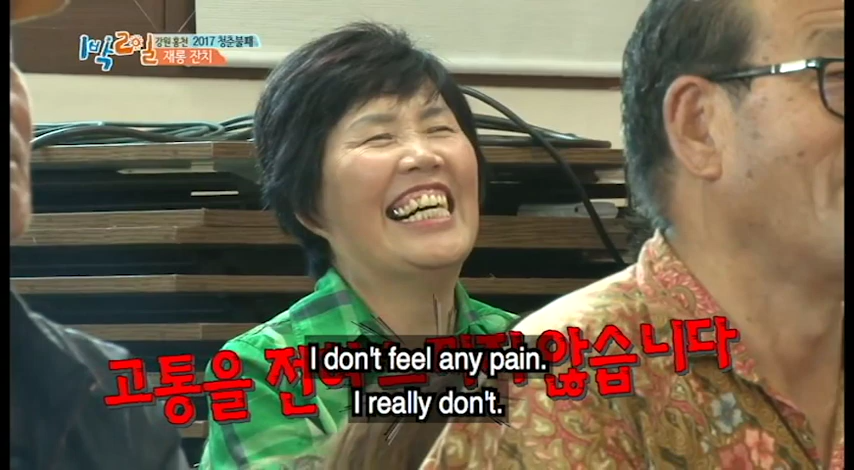 1박2일 강원 홍천 2017 청춘불패
재롱 잔치
고통을 않습니다
I don't feel any pain.
I really don't.